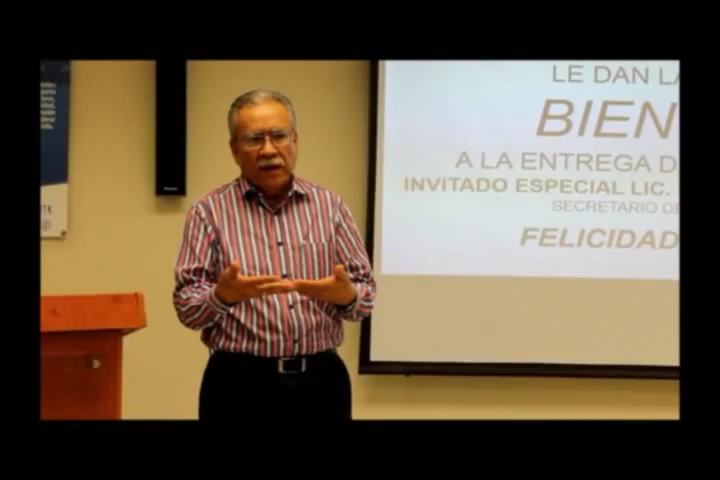 LE DAN LA
BIEN
A LA ENTREGA D
INVITADO ESPECIAL LIC.
SECRETARIO DE
FELICIDAD